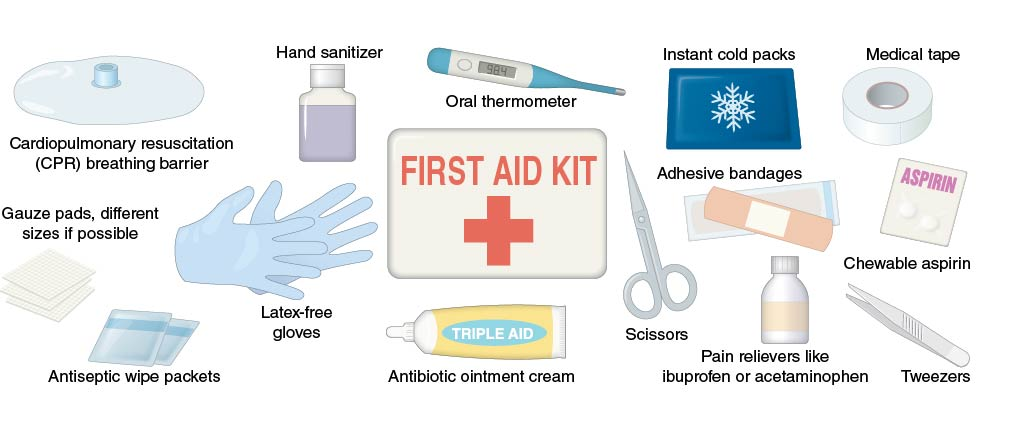 Hand sanitizer
Oral thermometer
984
Instant cold packs
Medical tape
Cardiopulmonary resuscitation
(CPR) breathing barrier
FIRST AID KIT
Adhesive bandages
ASPIRIN
Chewable aspirin
Gauze pads, different
sizes if possible
Latex-free
gloves
Antiseptic wipe packets
TRIPLE AID
Antibiotic ointment cream
Scissors
Pain relievers like
ibuprofen or acetaminophen
Tweezers